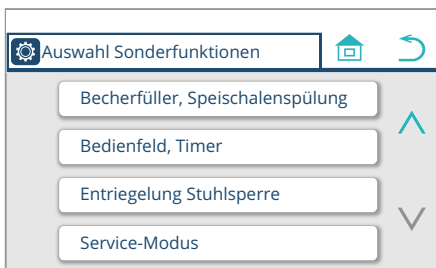 Auswahl Sonderfunktionen
Becherfüller, Speischalenspülung
Bedienfeld, Timer
Entriegelung Stuhlsperre
Service-Modus